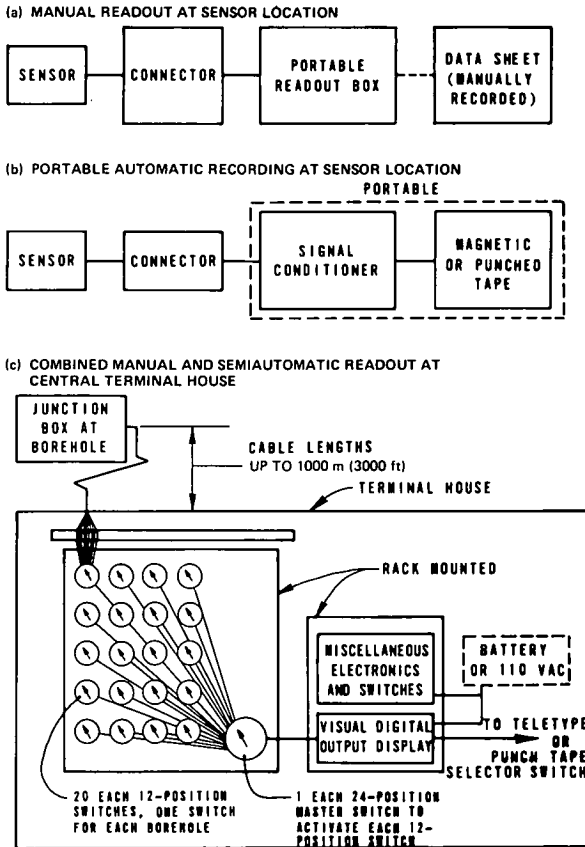 (a) MANUAL READOUT AT SENSOR LOCATION
SENSOR
CONNECTOR
PORTABLE
READOUT BOX
DATA SHEET
(MANUALLY
RECORDED)
(b) PORTABLE AUTOMATIC RECORDING AT SENSOR LOCATION
PORTABLE
SENSOR
CONNECTOR
SIGNAL
CONDITIONER
MAGNETIC
OR PUNCHED
TAPE
(c) COMBINED MANUAL AND SEMIAUTOMATIC READOUT AT
CENTRAL TERMINAL HOUSE
JUNCTION
BOX AT
BOREHOLE
CABLE LENGTHS
UP TO 1000 m (3000 ft)
TERMINAL HOUSE
RACK MOUNTED
MISCELLANEOUS
ELECTRONICS
AND SWITCHES
BATTERY
OR 110 VAC
VISUAL DIGITAL
OUTPUT DISPLAY
TO TELETYPE
OR
PUNCH TAPE
SELECTOR SWITCH
20 EACH 12-POSITION
SWITCHES, ONE SWITCH
FOR EACH BOREHOLE
1 EACH 24-POSITION
MASTER SWITCH TO
ACTIVATE EACH 12-
POSITION SWITCH